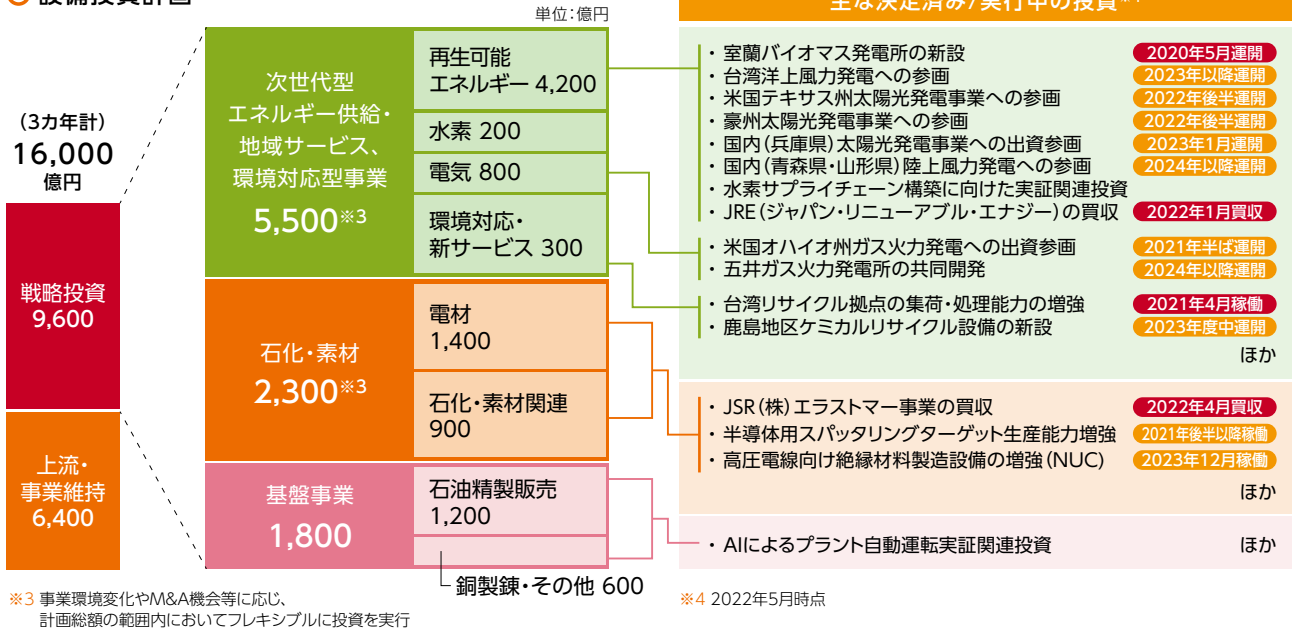 設備投資計画
単位：億円
（3カ年計）
16,000
億円
戦略投資
9,600
上流・
事業維持
6,400
次世代型
エネルギー供給・
地域サービス、
環境対応型事業
5,500※3
再生可能
エネルギー 4,200
水素 200
電気 800
環境対応・
新サービス 300
石化・素材
2,300※3
電材
1,400
石化・素材関連
900
基盤事業
1,800
石油精製販売
1,200
銅製錬・その他 600
※3 事業環境変化やM&A機会等に応じ、
計画総額の範囲内においてフレキシブルに投資を実行
主な決定済み/実行中の投資※4
・ 室蘭バイオマス発電所の新設 2020年5月運開
・ 台湾洋上風力発電への参画 2023年以降運開
・ 米国テキサス州太陽光発電事業への参画 2022年後半運開
・ 豪州太陽光発電事業への参画 2022年後半運開
・ 国内（兵庫県）太陽光発電事業への出資参画 2023年1月運開
・ 国内（青森県・山形県）陸上風力発電への参画 2024年以降運開
・ 水素サプライチェーン構築に向けた実証関連投資
・ JRE（ジャパン・リニューアブル・エナジー）の買収 2022年1月買収
・ 米国オハイオ州ガス火力発電への出資参画 2021年半ば運開
・ 五井ガス火力発電所の共同開発 2024年以降運開
・ 台湾リサイクル拠点の集荷・処理能力の増強 2021年4月稼働
・ 鹿島地区ケミカルリサイクル設備の新設 2023年度中運開
ほか
・ JSR（株）エラストマー事業の買収 2022年4月買収
・ 半導体用スパッタリングターゲット生産能力増強 2021年後半以降稼働
・ 高圧電線向け絶縁材料製造設備の増強（NUC） 2023年12月稼働
ほか
・ AIによるプラント自動運転実証関連投資 ほか
※4 2022年5月時点